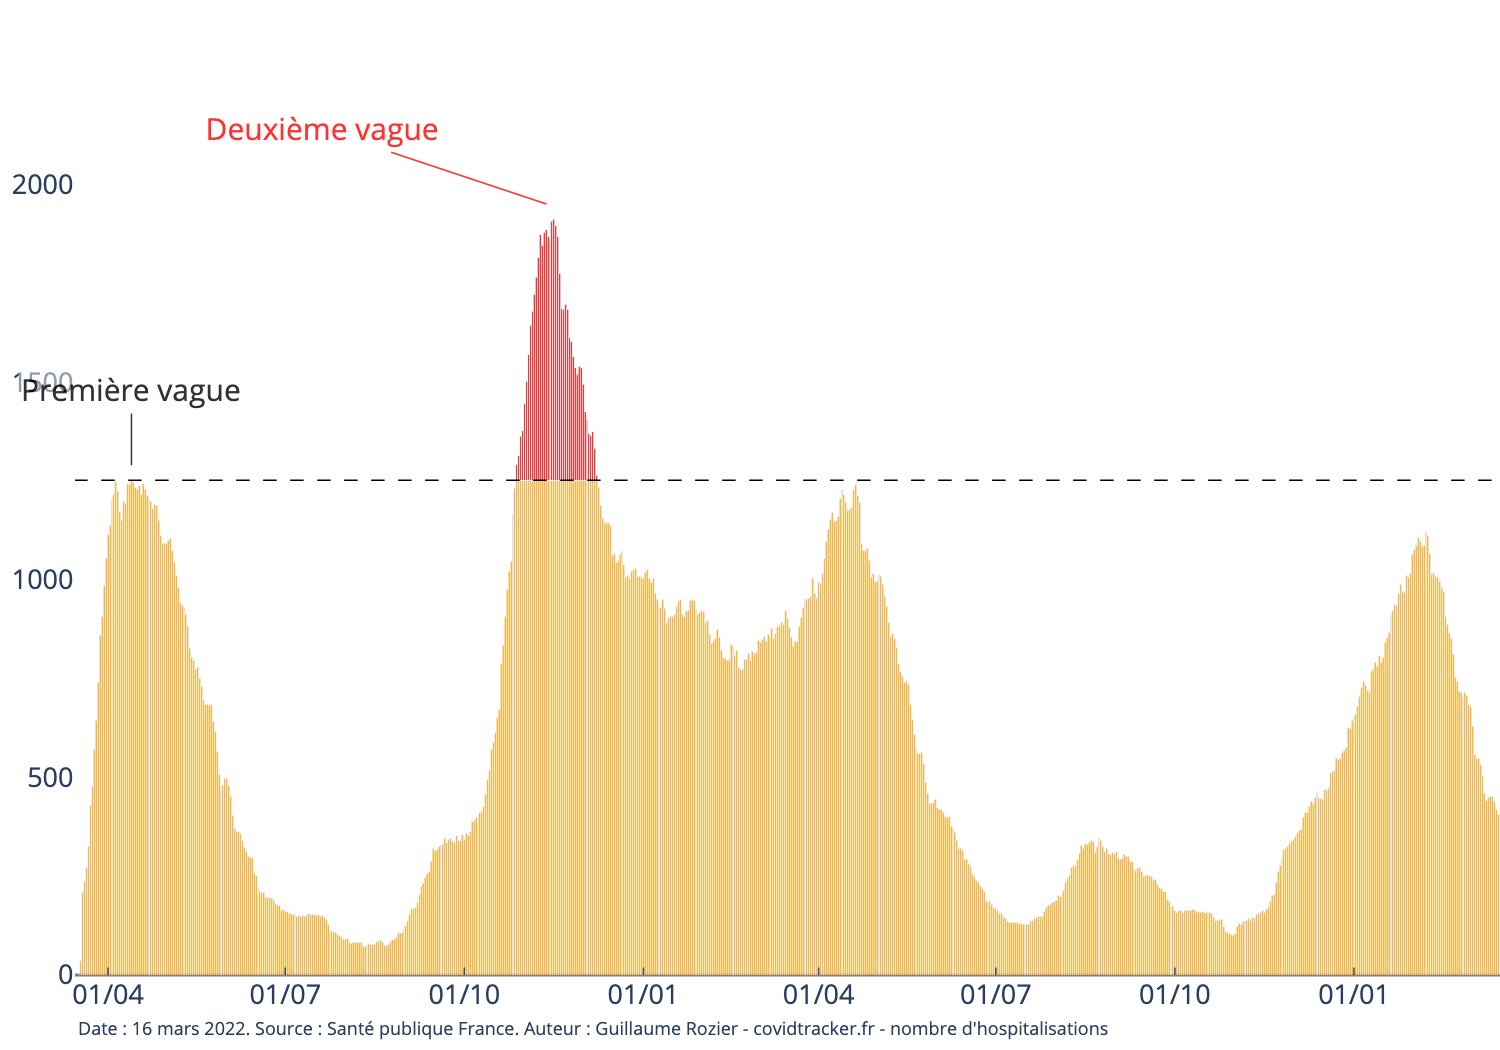 Deuxième vague
2000
1500
Première vague
1000
500
0
01/04 01/07 01/10 01/01 01/04 01/07 01/10 01/01
Date : 16 mars 2022. Source : Santé publique France. Auteur : Guillaume Rozier - covidtracker.fr - nombre d'hospitalisations